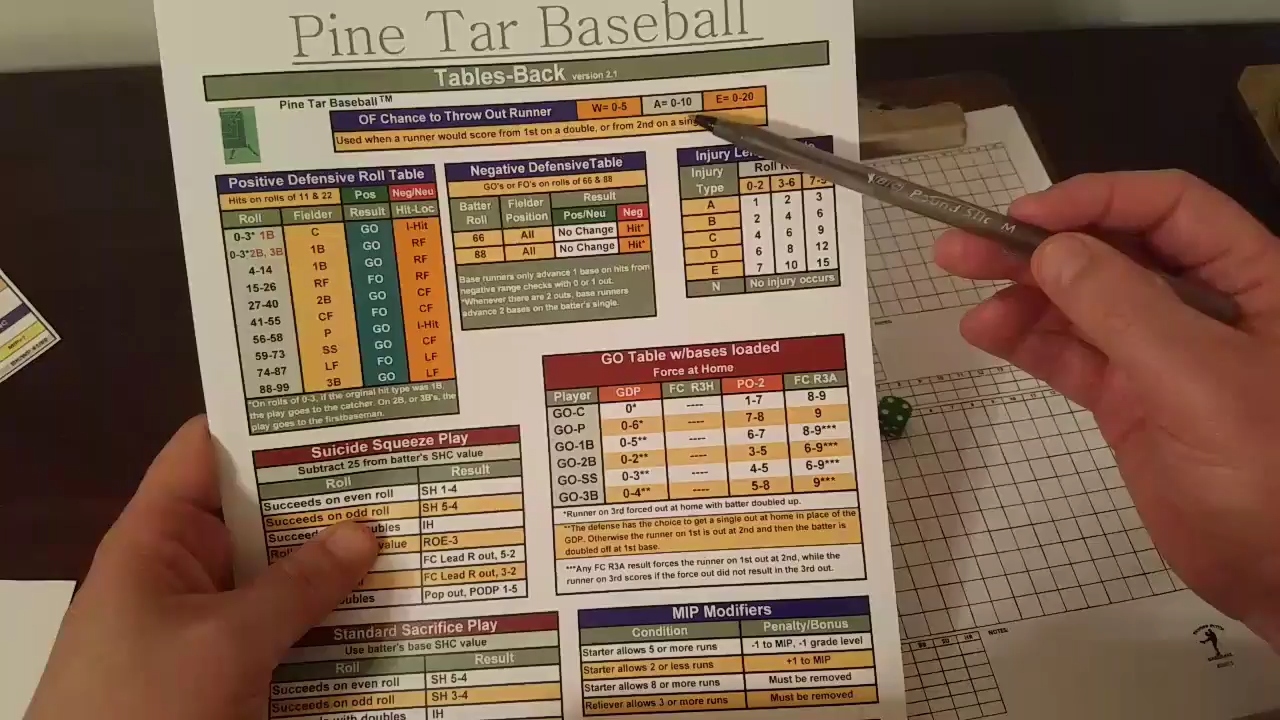 Pine Tar Baseball
Tables-Back version 2.1
Pine Tar Baseball™
OF Chance to Throw Out Runner W= 0-5 A= 0-10 E= 0-20
Used when a runner would score from 1st on a double, or from 2nd on a
Positive Defensive Roll Table
Hits on rolls of 11 & 22 Pos Neg/Neu
Roll Fielder Result Hit-Loc
0-3* 1B C GO I-Hit
0-3*2B, 3B 1B GO RF
4-14 1B GO RF
15-26 RF FO RF
27-40 2B GO CF
41-55 CF FO CF
56-58 P GO I-Hit
59-73 SS GO CF
74-87 LF FO LF
88-99 3B GO LF
*On rolls of 0-3, if the orginal hit type was 1B,
the play goes to the catcher. On 2B, or 3B's, the
play goes to the firstbaseman.
Negative DefensiveTable
GO's or FO's on rolls of 66 & 88
Batter Roll Fielder Position Result
Pos/Neu Neg
66 All No Change Hit*
88 All No Change Hit*
Base runners only advance 1 base on hits from
negative range checks with 0 or 1 out.
*Whenever there are 2 outs, base runners
advance 2 bases on the batter's single.
Injury
Injury Type
0-2 3-6
A 1 2 3
B 2 4 6
C 4 6 9
D 6 8 12
E 7 10 15
N No Injury occurs
GO Table w/bases loaded
Force at Home
Player GDP FC R3H PO-2 FC R3A
GO-C 0* ---- 1-7 8-9
GO-P 0-6* ---- 7-8 9
GO-1B 0-5** ---- 6-7 8-9***
GO-2B 0-2** ---- 3-5 6-9***
GO-SS 0-3** ---- 4-5 6-9***
GO-3B 0-4** ---- 5-8 9***
*Runner on 3rd forced out at home with batter doubled up.
**The defense has the choice to get a single out at home in place of the
GDP. Otherwise the runner on 1st is out at 2nd and then the batter is
doubled off at 1st base.
***Any FC R3A result forces the runner on 1st out at 2nd, while the
runner on 3rd scores if the force out did not result in the 3rd out.
Suicide Squeeze Play
Subtract 25 from batter's SHC value
Roll Result
Succeeds on even roll SH 1-4
Succeeds on odd roll SH 5-4
IH
value ROE-3
FC Lead R out, 5-2
FC Lead R out, 3-2
Pop out, PODP 1-5
Standard Sacrifice Play
Use batter's base SHC value
Roll Result
Succeeds on even roll SH 5-4
Succeeds on odd roll SH 3-4
with doubles IH
MIP Modifiers
Condition Penalty/Bonus
Starter allows 5 or more runs -1 to MIP, -1 grade level
Starter allows 2 or less runs +1 to MIP
Starter allows 8 or more runs Must be removed
Reliever allows 3 or more runs Must be removed
NOTES: